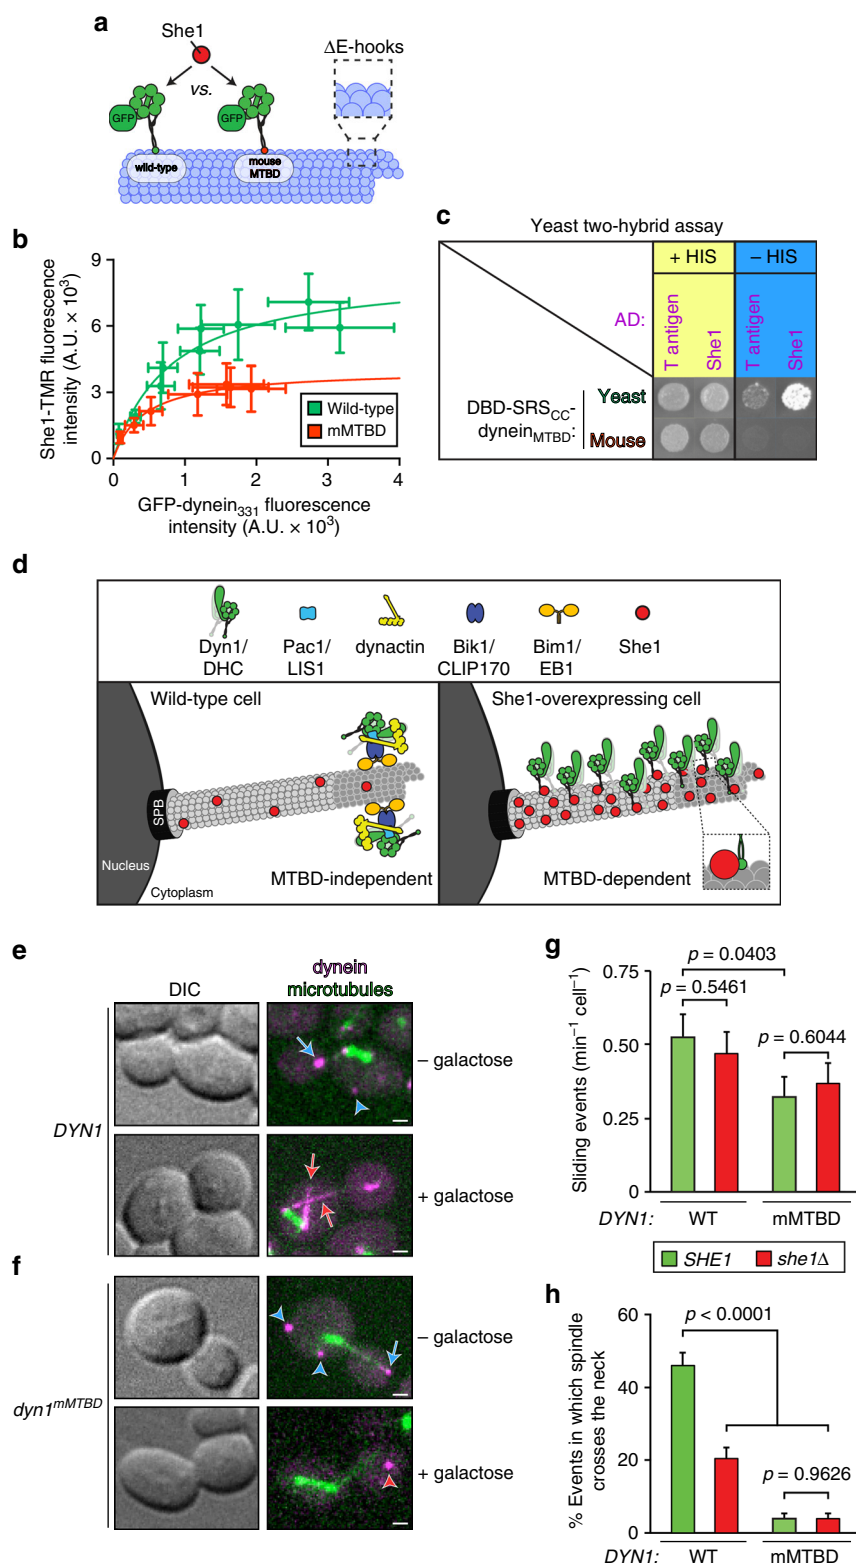 a
She1
vs.
ΔE-hooks
GFP
GFP
wild-type
mouse
MTBD
b
She1-TMR fluorescence
intensity (A.U. × 10³)
9
6
3
0
0
1
2
3
4
Wild-type
mMTBD
GFP-dynein₃₃₁ fluorescence
intensity (A.U. × 10³)
c
Yeast two-hybrid assay
+ HIS
– HIS
AD:
T antigen
She1
T antigen
She1
DBD-SRS_CC-
dynein_MTBD:
Yeast
Mouse
d
Dyn1/
DHC
Pac1/
LIS1
dynactin
Bik1/
CLIP170
Bim1/
EB1
She1
Wild-type cell
SPB
Nucleus
Cytoplasm
MTBD-independent
She1-overexpressing cell
MTBD-dependent
e
DIC
dynein
microtubules
DYN1
– galactose
+ galactose
f
dyn1^mMTBD
– galactose
+ galactose
g
Sliding events (min⁻¹ cell⁻¹)
0.75
0.50
0.25
0
p = 0.0403
p = 0.5461
p = 0.6044
DYN1:
WT
mMTBD
SHE1
she1Δ
h
% Events in which spindle
crosses the neck
60
40
20
0
p < 0.0001
p = 0.9626
DYN1:
WT
mMTBD